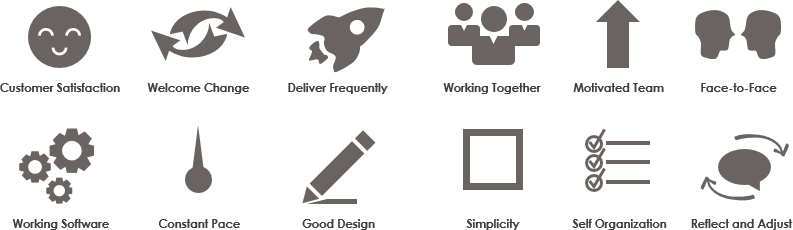 Customer Satisfaction
Welcome Change
Deliver Frequently
Working Together
Motivated Team
Face-to-Face
Working Software
Constant Pace
Good Design
Simplicity
Self Organization
Reflect and Adjust